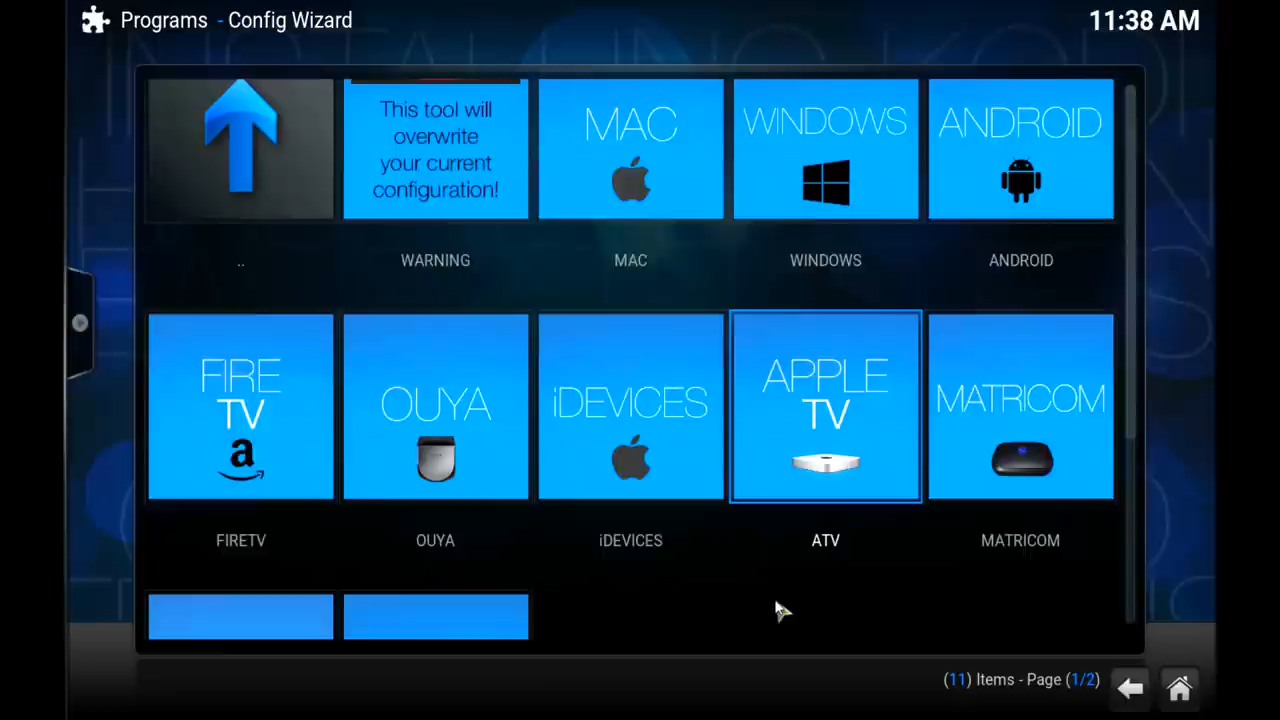 Programs - Config Wizard
11:38 AM
This tool will
overwrite
your current
configuration!
MAC
WINDOWS
ANDROID
..
WARNING
MAC
WINDOWS
ANDROID
FIRE
TV
a
OUYA
iDEVICES
APPLE
TV
MATRICOM
FIRETV
OUYA
iDEVICES
ATV
MATRICOM
(11) Items - Page (1/2)